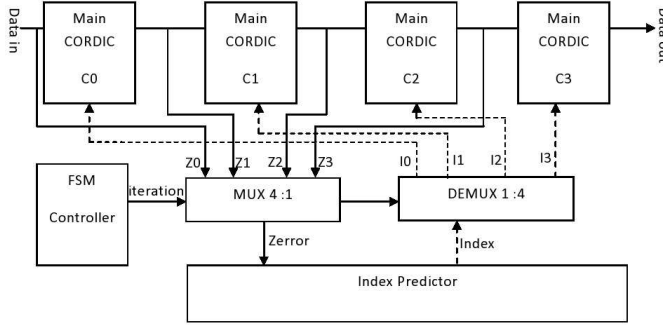 Data in
Main
CORDIC
C0
Main
CORDIC
C1
Main
CORDIC
C2
Main
CORDIC
C3
Data out
Z0
Z1
Z2
Z3
I0
I1
I2
I3
FSM
Controller
iteration
MUX 4 :1
DEMUX 1 :4
Zerror
Index
Index Predictor